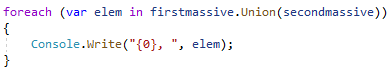 foreach (var elem in firstmassive.Union(secondmassive))
{
    Console.Write("{0}, ", elem);
}